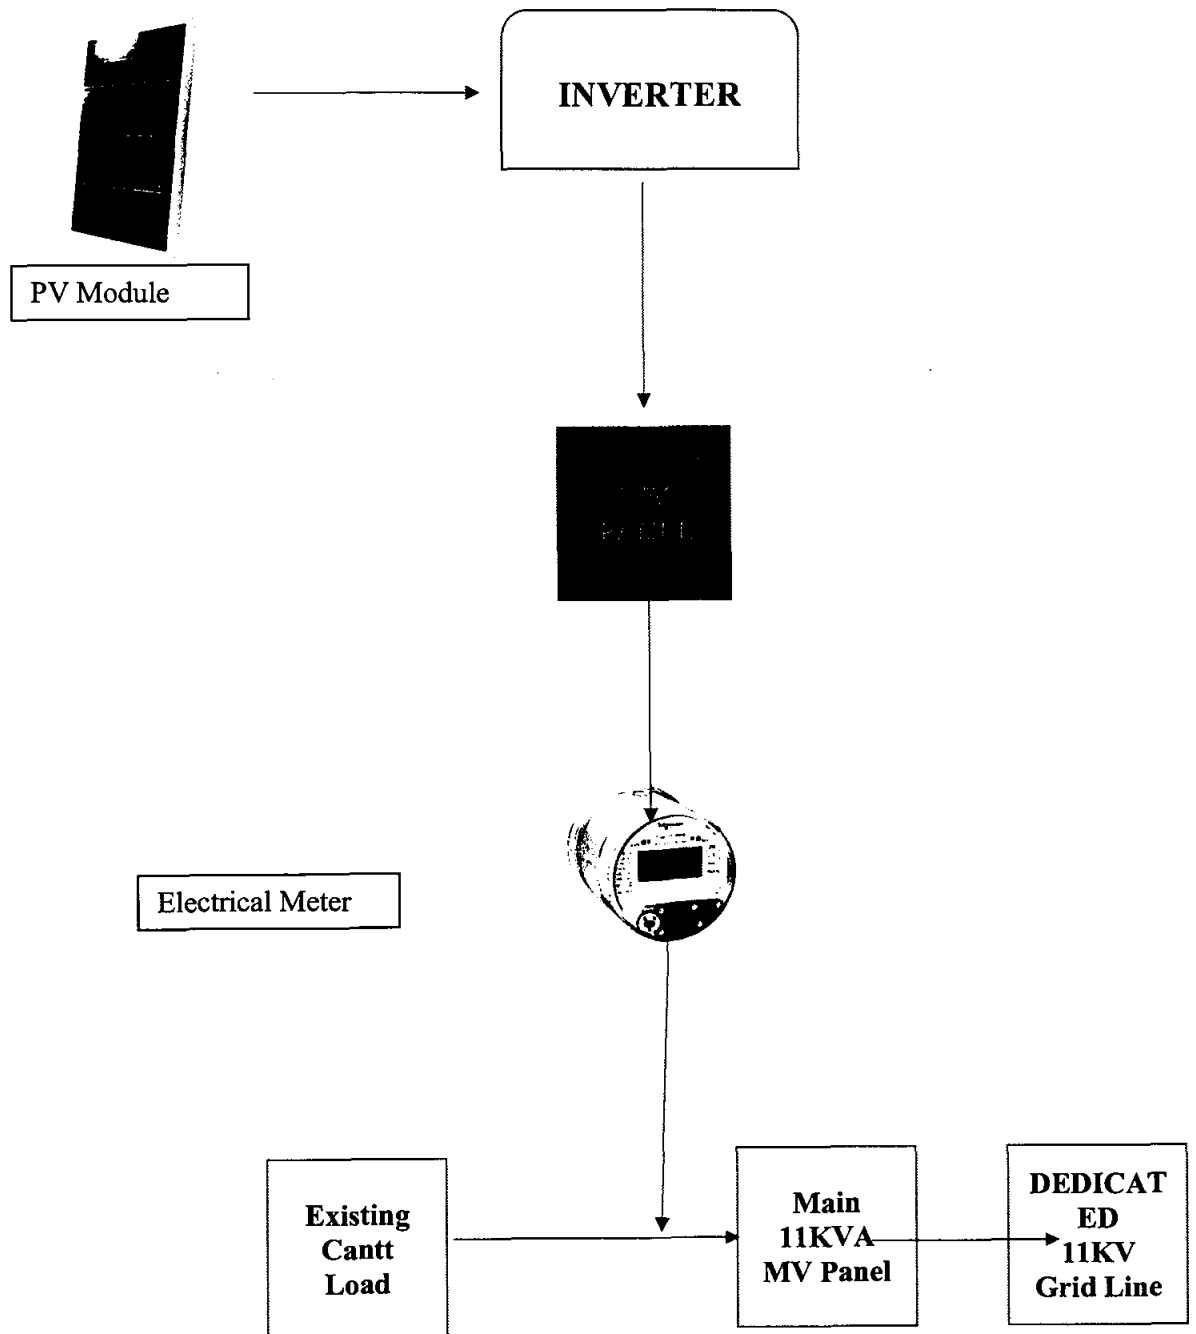 INVERTER
PV Module
Electrical Meter
Existing
Cantt
Load
Main
11KVA
MV Panel
DEDICAT
ED
11KV
Grid Line